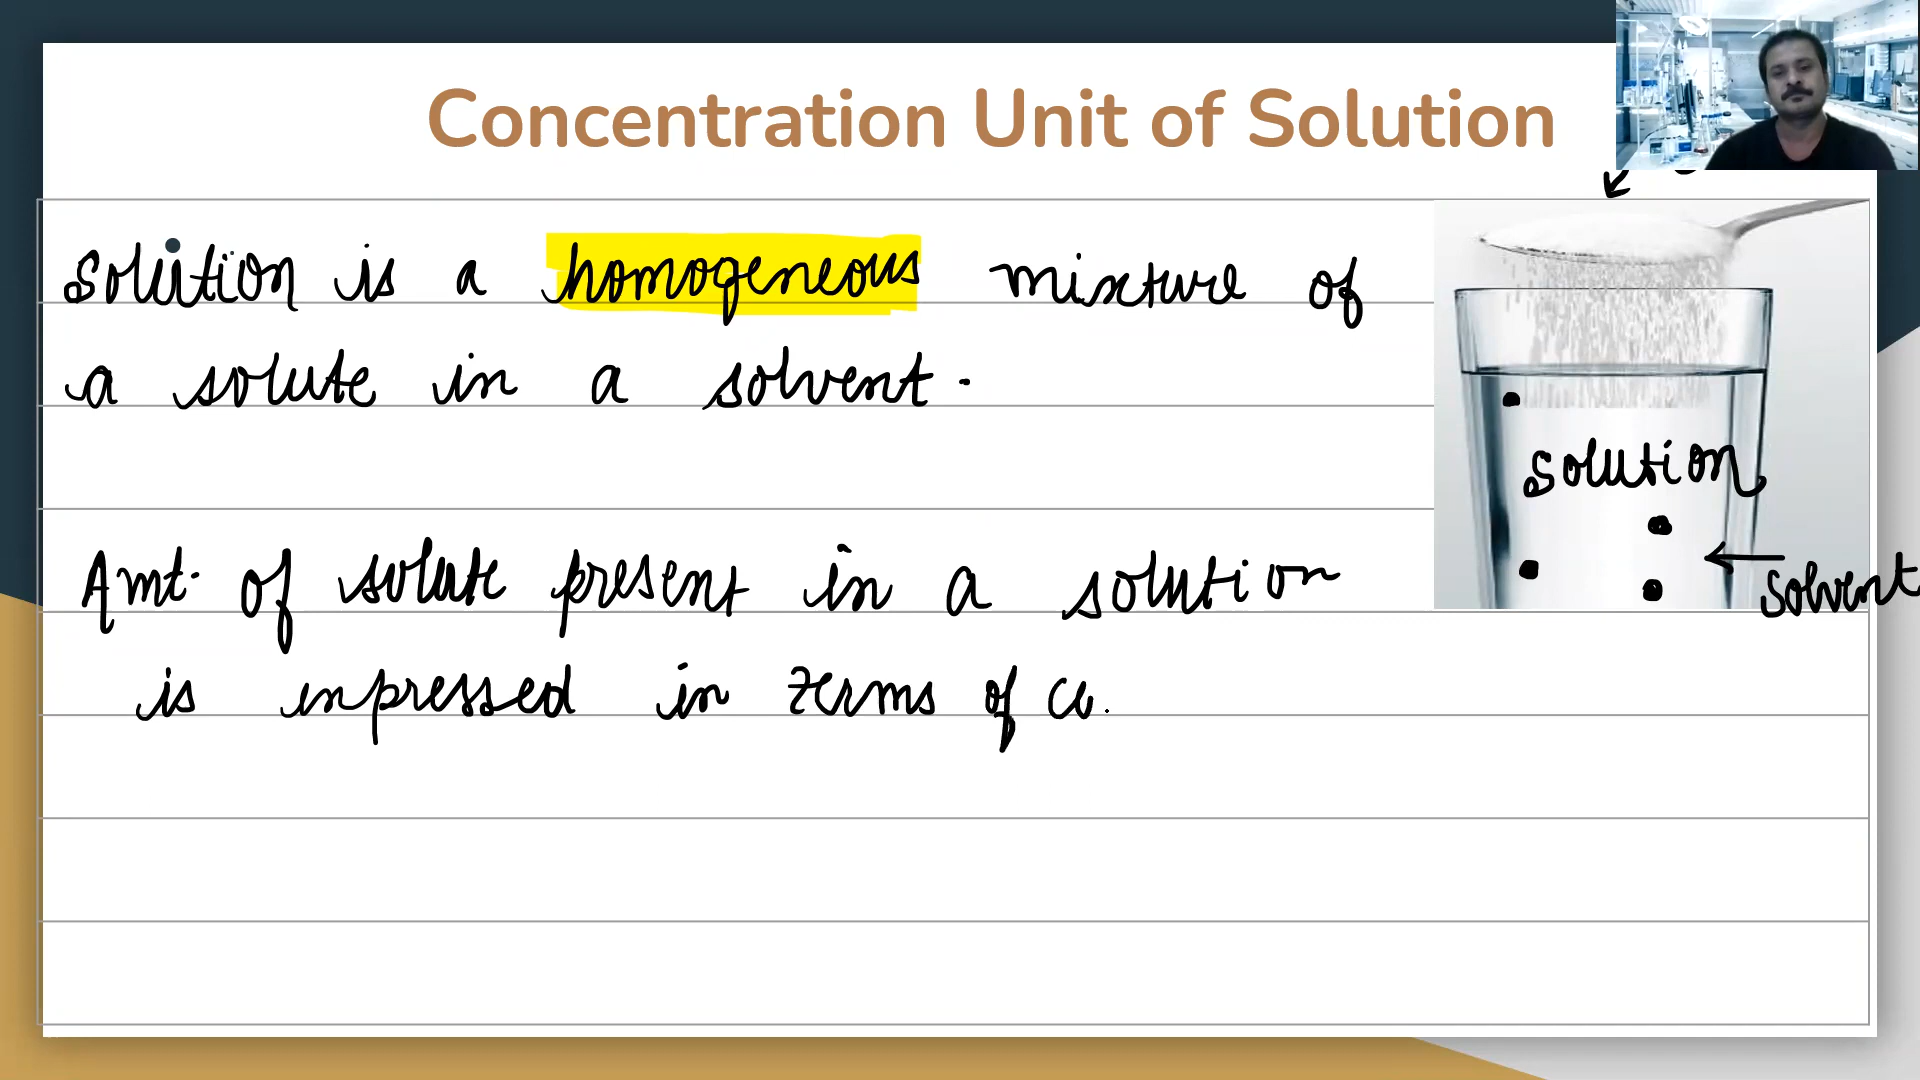 Concentration Unit of Solution
Solution is a homogeneous mixture of
a solute in a solvent.
Solution
Solvent
Amt. of solute present in a solution
is expressed in terms of